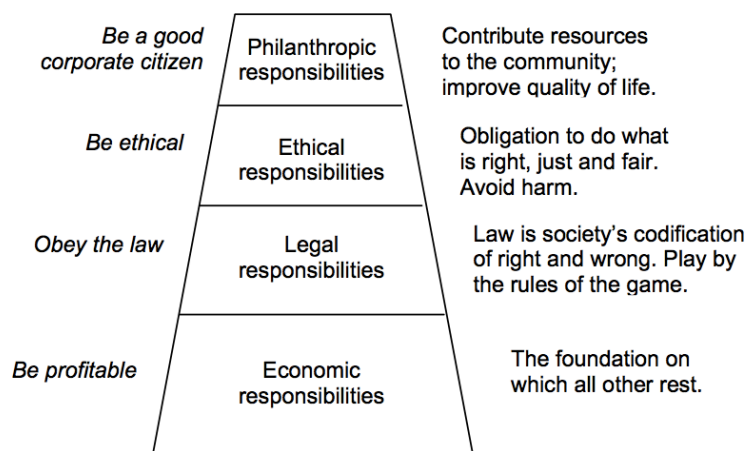 Be a good
corporate citizen
Philanthropic
responsibilities
Contribute resources
to the community;
improve quality of life.
Be ethical
Ethical
responsibilities
Obligation to do what
is right, just and fair.
Avoid harm.
Obey the law
Legal
responsibilities
Law is society's codification
of right and wrong. Play by
the rules of the game.
Be profitable
Economic
responsibilities
The foundation on
which all other rest.